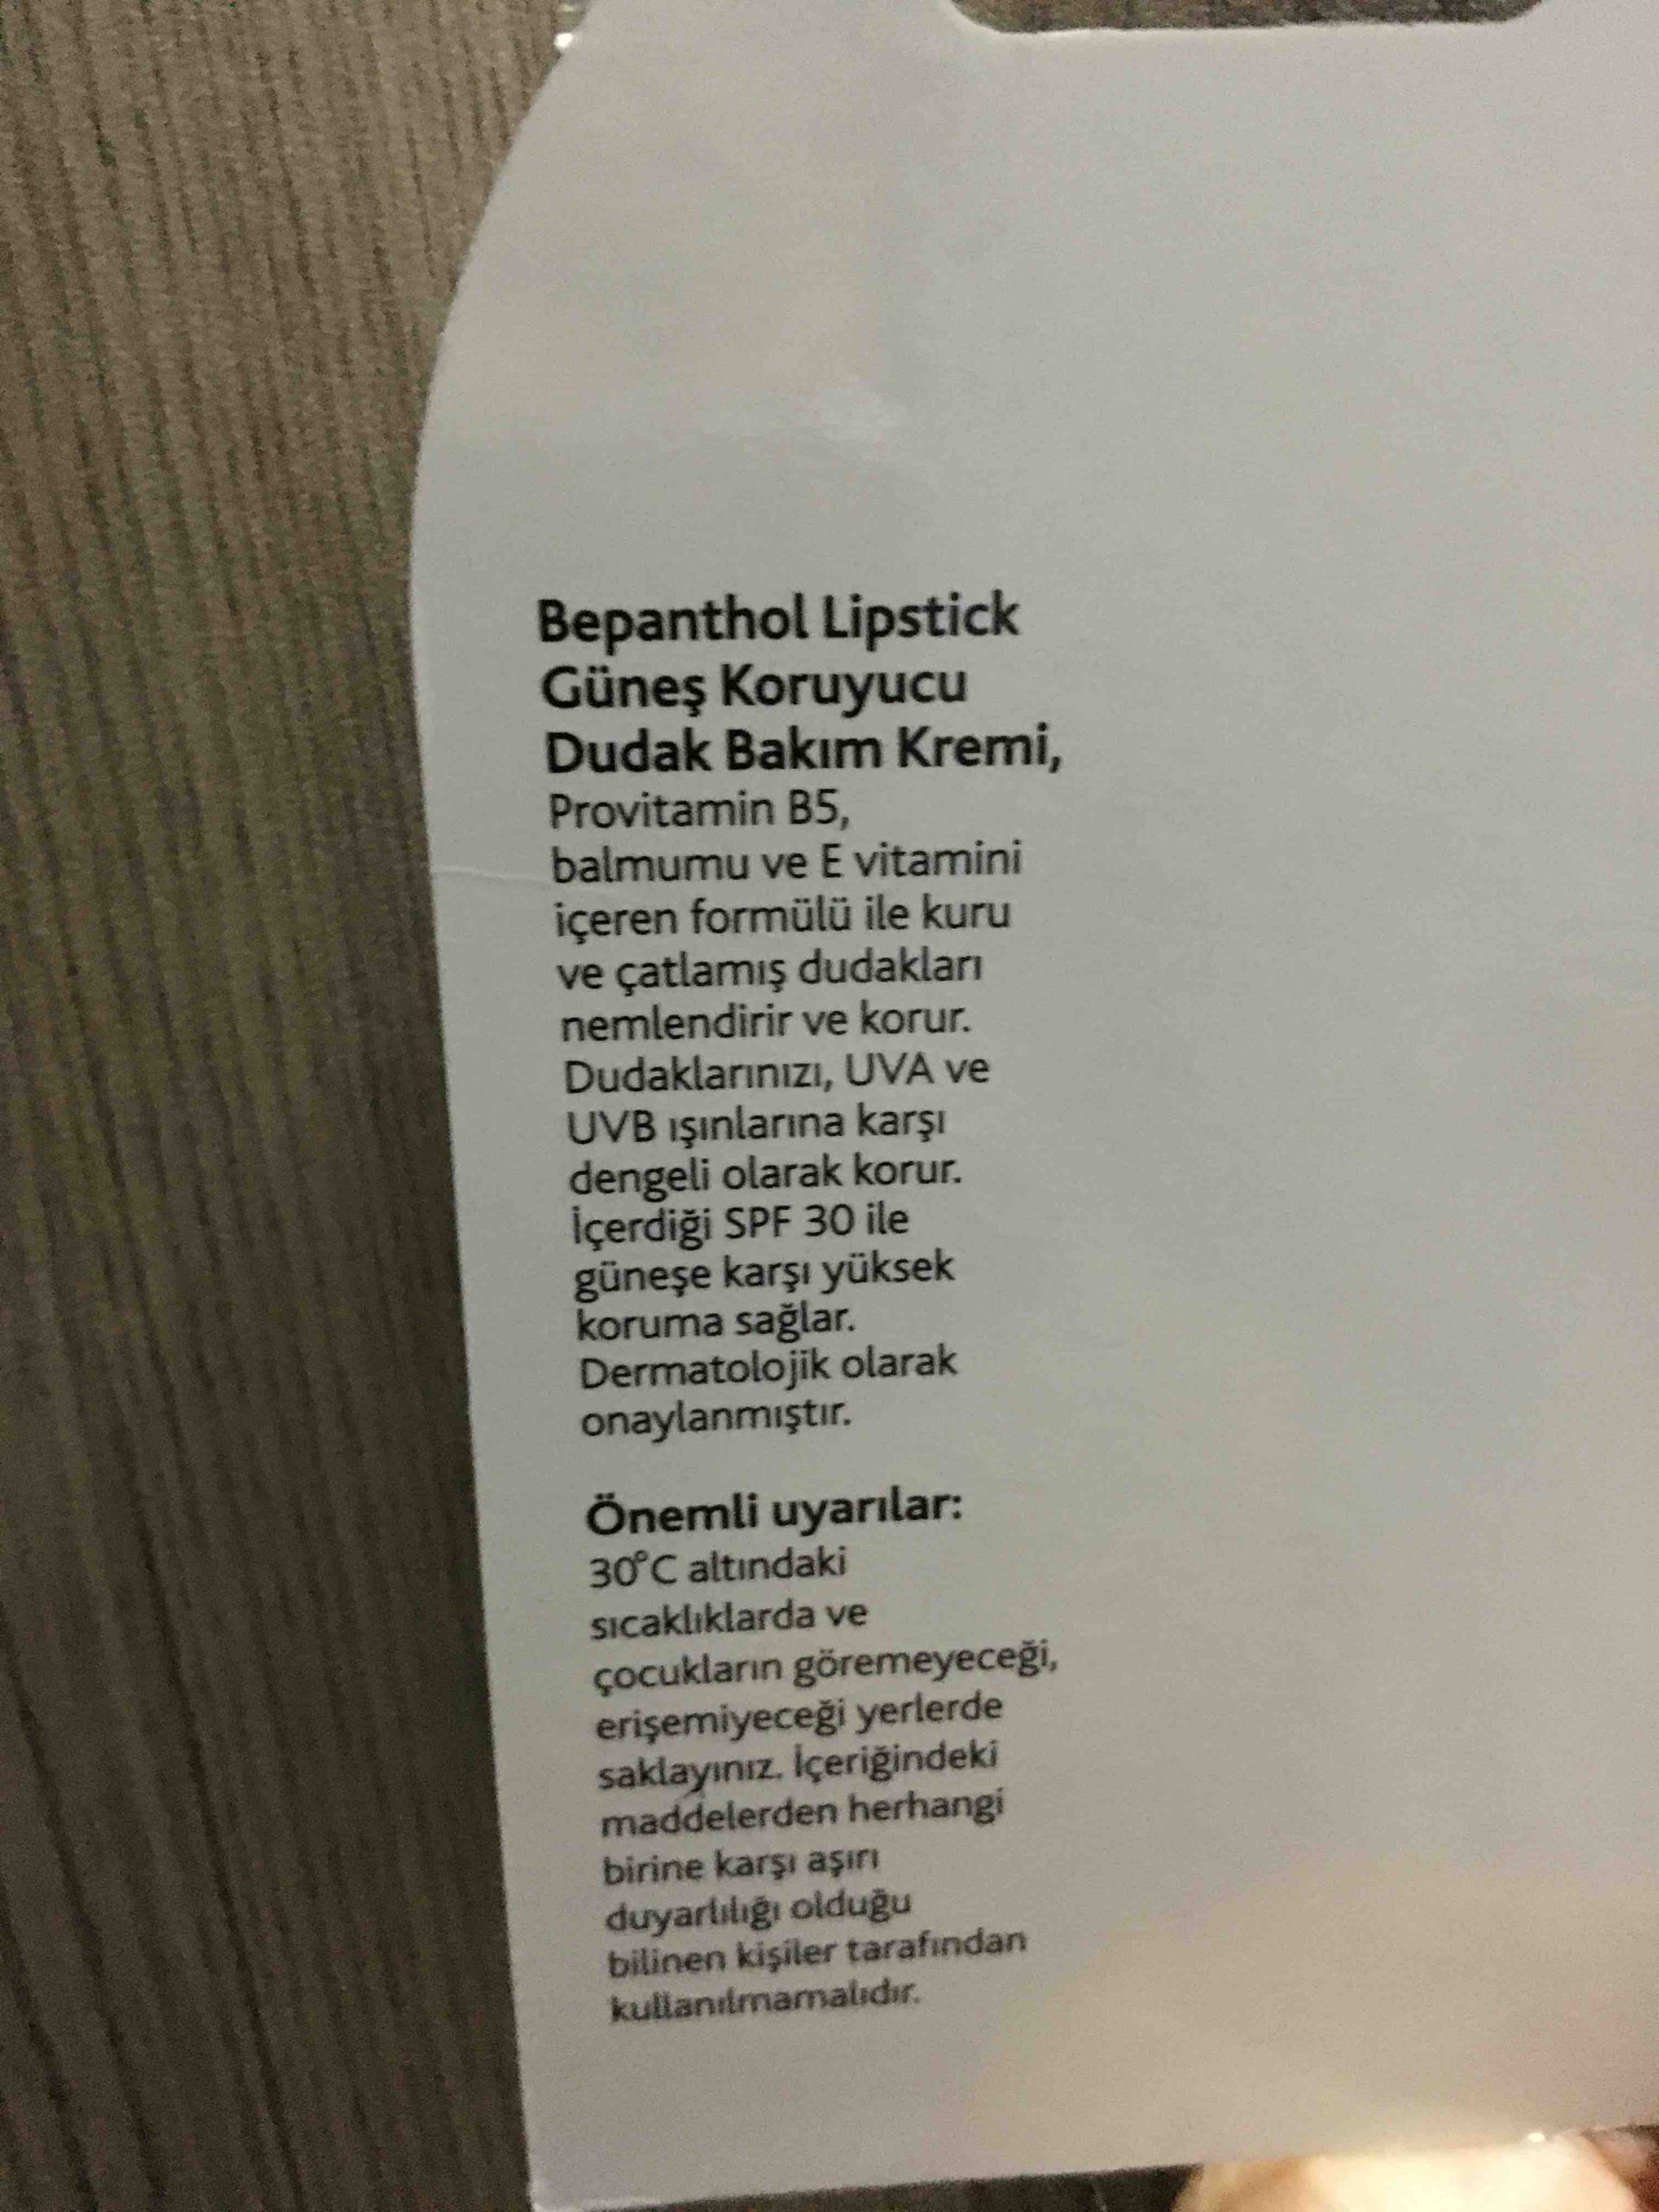 Bepanthol Lipstick
Güneş Koruyucu
Dudak Bakım Kremi,
Provitamin B5,
balmumu ve E vitamini
içeren formülü ile kuru
ve çatlamış dudakları
nemlendirir ve korur.
Dudaklarınızı, UVA ve
UVB ışınlarına karşı
dengeli olarak korur.
İçerdiği SPF 30 ile
güneşe karşı yüksek
koruma sağlar.
Dermatolojik olarak
onaylanmıştır.
Önemli uyarılar:
30°C altındaki
sıcaklıklarda ve
çocukların göremeyeceği,
erişemiyeceği yerlerde
saklayınız. İçeriğindeki
maddelerden herhangi
birine karşı aşırı
duyarlılığı olduğu
bilinen kişiler tarafından
kullanılmamalıdır.